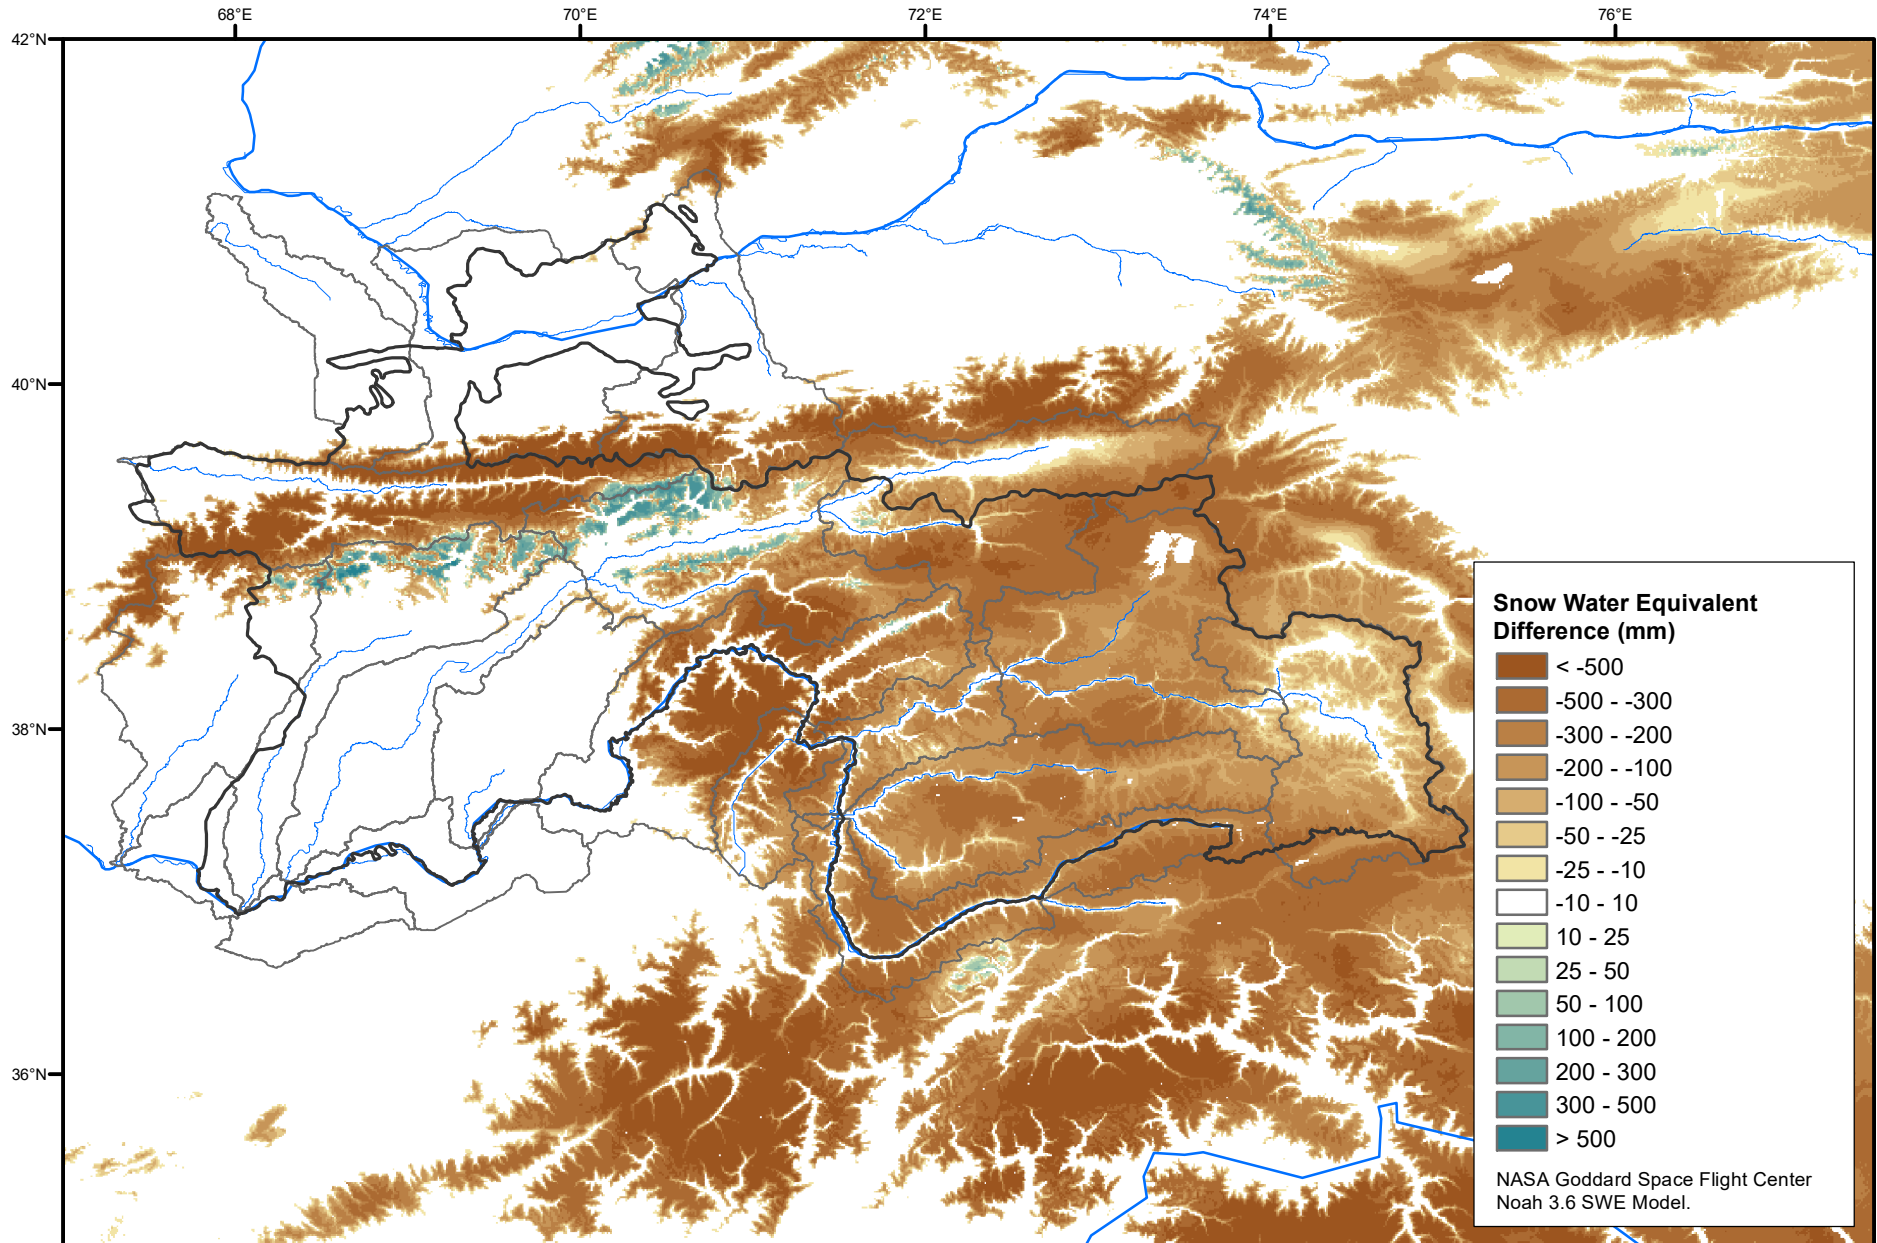 68°E
70°E
72°E
74°E
76°E
42°N
40°N
38°N
36°N
Snow Water Equivalent
Difference (mm)
< -500
-500 - -300
-300 - -200
-200 - -100
-100 - -50
-50 - -25
-25 - -10
-10 - 10
10 - 25
25 - 50
50 - 100
100 - 200
200 - 300
300 - 500
> 500
NASA Goddard Space Flight Center
Noah 3.6 SWE Model.